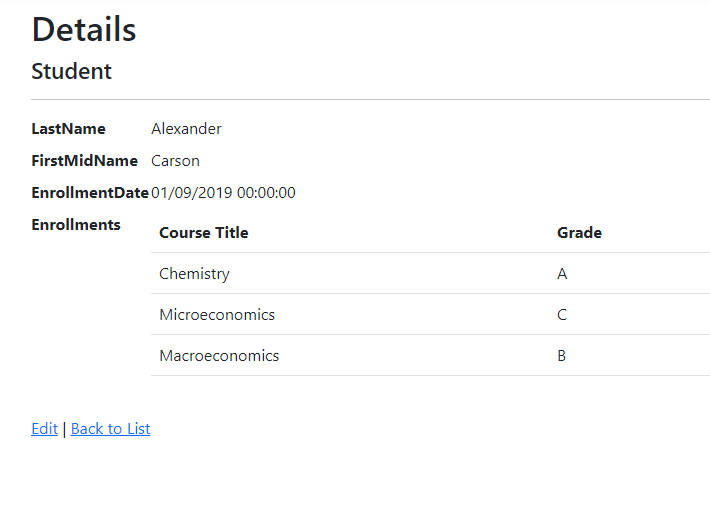 Details
Student
LastName Alexander
FirstMidName Carson
EnrollmentDate 01/09/2019 00:00:00
Enrollments
Course Title Grade
Chemistry A
Microeconomics C
Macroeconomics B
Edit | Back to List